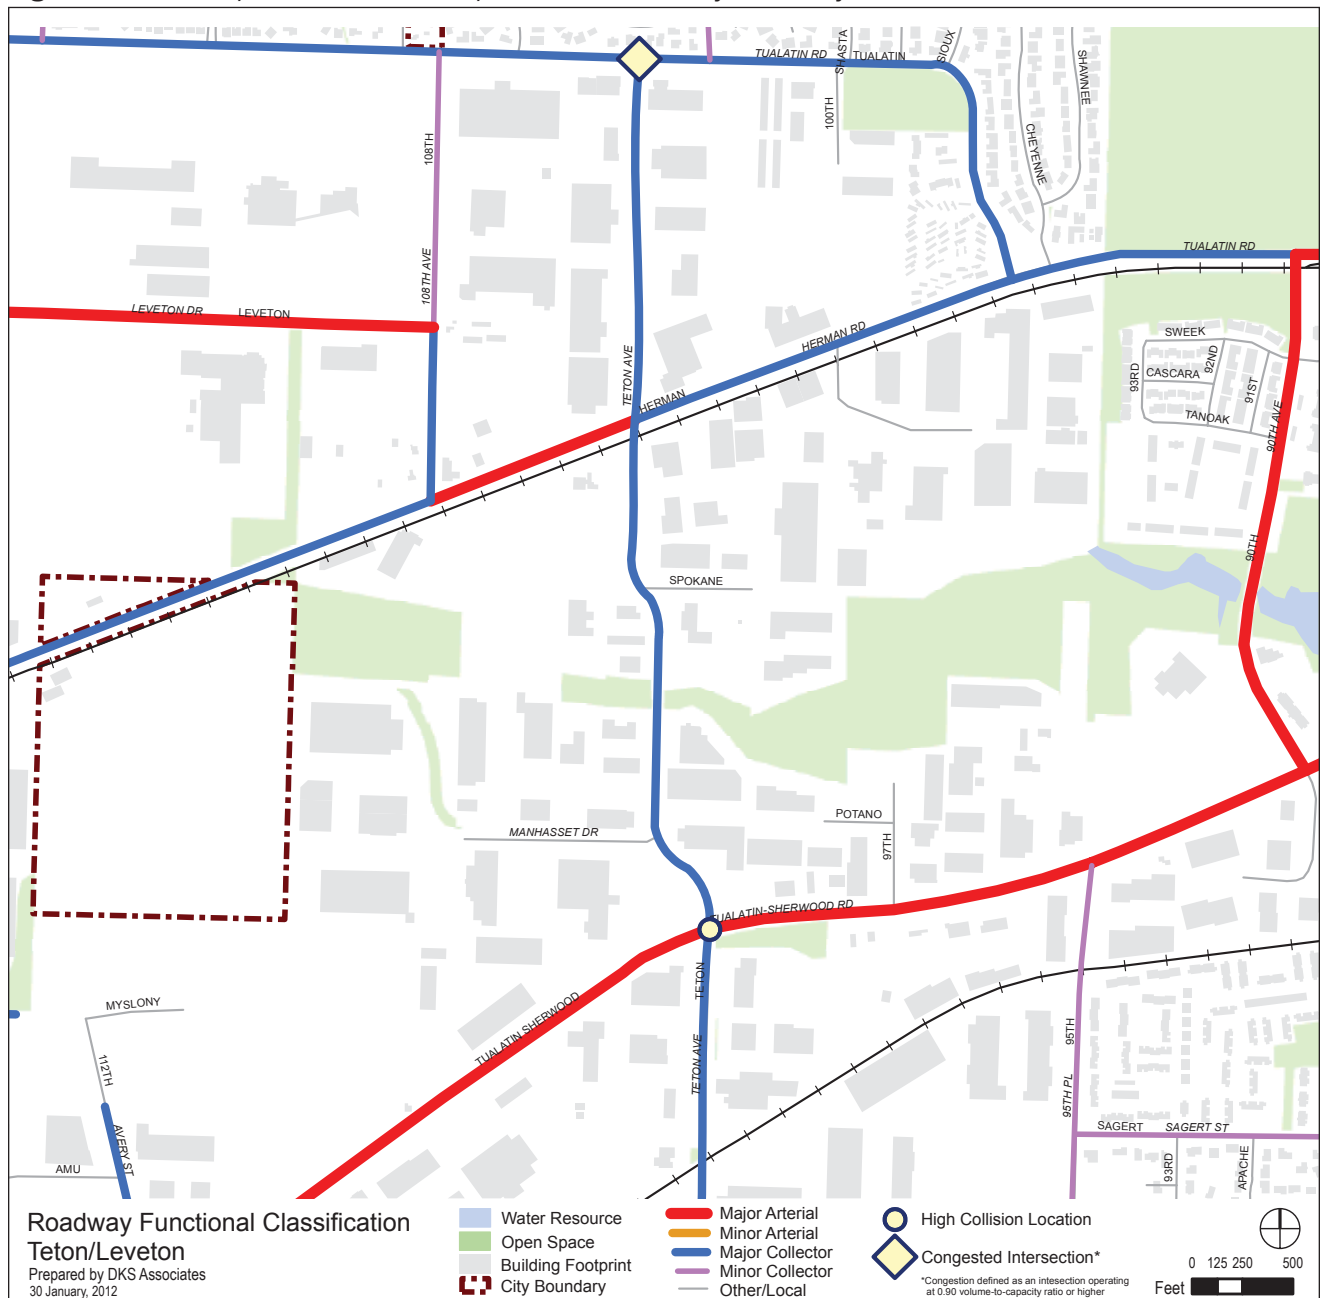 TUALATIN RD
SHASTA
TUALATIN
SIOUX
SHAWNEE
100TH
CHEYENNE
108TH
108TH AVE
TUALATIN RD
LEVETON DR
LEVETON
HERMAN RD
SWEEK
92ND
93RD
CASCARA
91ST
TANOAK
90TH AVE
TETON AVE
HERMAN
90TH
SPOKANE
MANHASSET DR
POTANO
97TH
TUALATIN-SHERWOOD RD
TETON
MYSLONY
TUALATIN SHERWOOD
112TH
TETON AVE
95TH
95TH PL
AVERY ST
AMU
SAGERT
SAGERT ST
93RD
APACHE
Roadway Functional Classification
Teton/Leveton
Prepared by DKS Associates
30 January, 2012
Water Resource
Open Space
Building Footprint
City Boundary
Major Arterial
Minor Arterial
Major Collector
Minor Collector
Other/Local
High Collision Location
Congested Intersection*
*Congestion defined as an intesection operating
at 0.90 volume-to-capacity ratio or higher
0 125 250 500
Feet